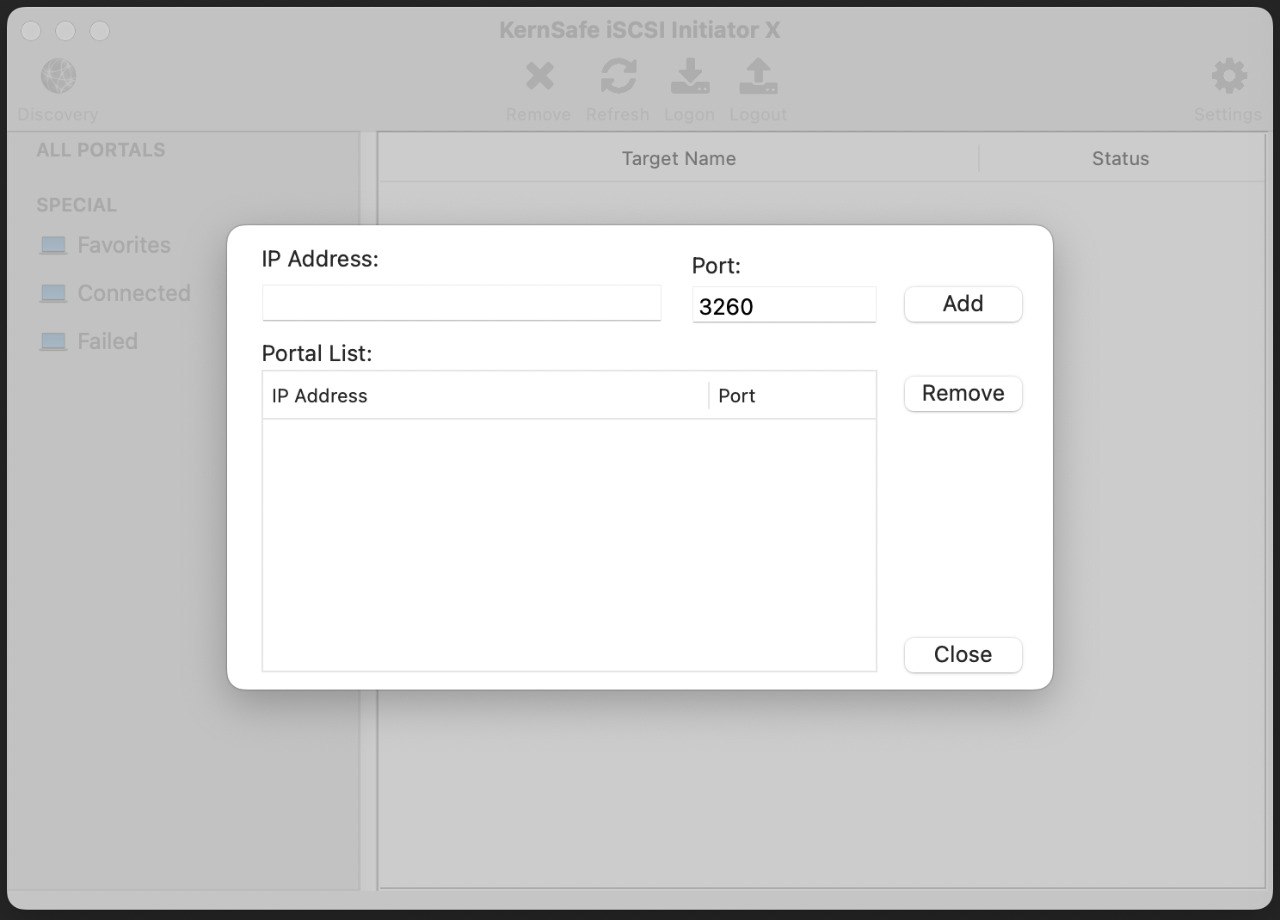 KernSafe iSCSI Initiator X
Discovery
Remove
Refresh
Logon
Logout
Settings
ALL PORTALS
SPECIAL
Favorites
Connected
Failed
Target Name
Status
IP Address:
Port:
3260
Add
Portal List:
IP Address
Port
Remove
Close